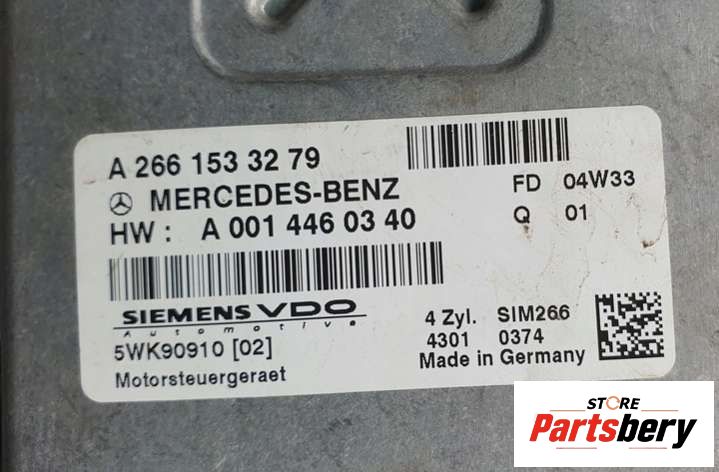 A 266 153 32 79
MERCEDES-BENZ
HW : A 001 446 03 40
FD 04W33
Q 01
SIEMENS VDO
Automotive
5WK90910 [02]
Motorsteuergeraet
4 Zyl. SIM266
4301 0374
Made in Germany
STORE
Partsbery